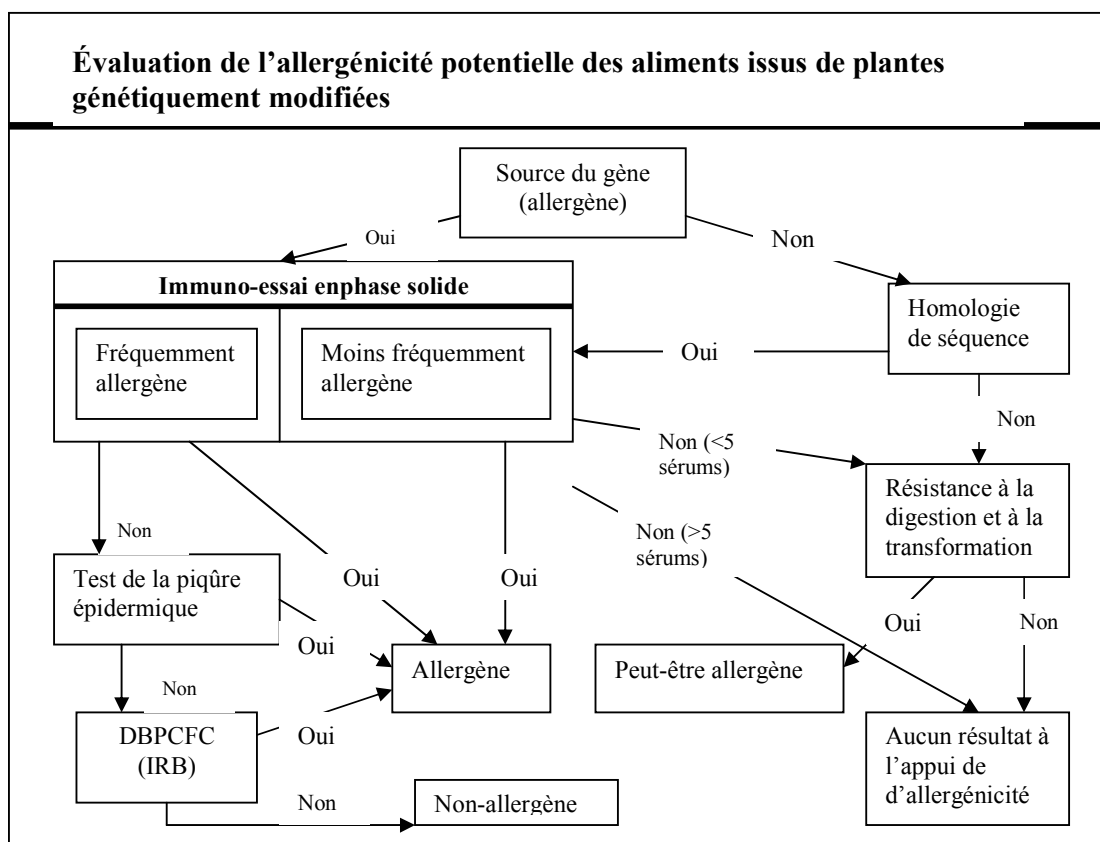 Évaluation de l’allergénicité potentielle des aliments issus de plantes
génétiquement modifiées
Source du gène
(allergène)
Oui
Non
Immuno-essai enphase solide
Fréquemment
allergène
Moins fréquemment
allergène
Oui
Homologie
de séquence
Non
Non (<5
sérums)
Résistance à la
digestion et à la
transformation
Non (>5
sérums)
Non
Test de la piqûre
épidermique
Oui
Oui
Oui
Oui
Non
Allergène
Peut-être allergène
Non
DBPCFC
(IRB)
Oui
Aucun résultat à
l’appui de
d’allergénicité
Non
Non-allergène